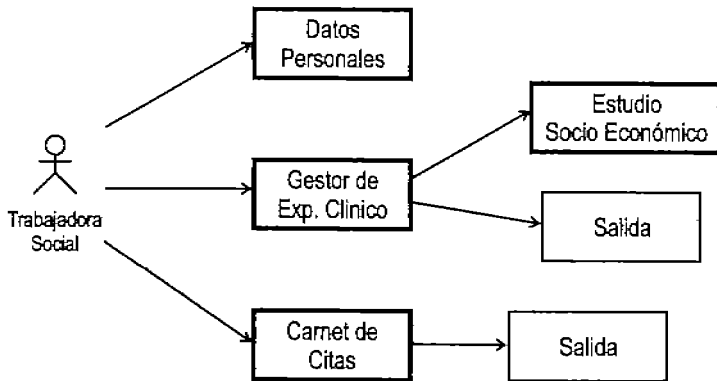 Datos
Personales
Estudio
Socio Económico
Gestor de
Exp. Clinico
Trabajadora
Social
Salida
Carnet de
Citas
Salida